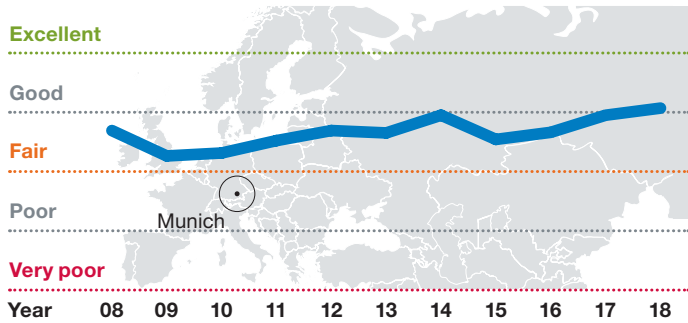 Excellent
Good
Fair
Poor
Munich
Very poor
Year 08 09 10 11 12 13 14 15 16 17 18